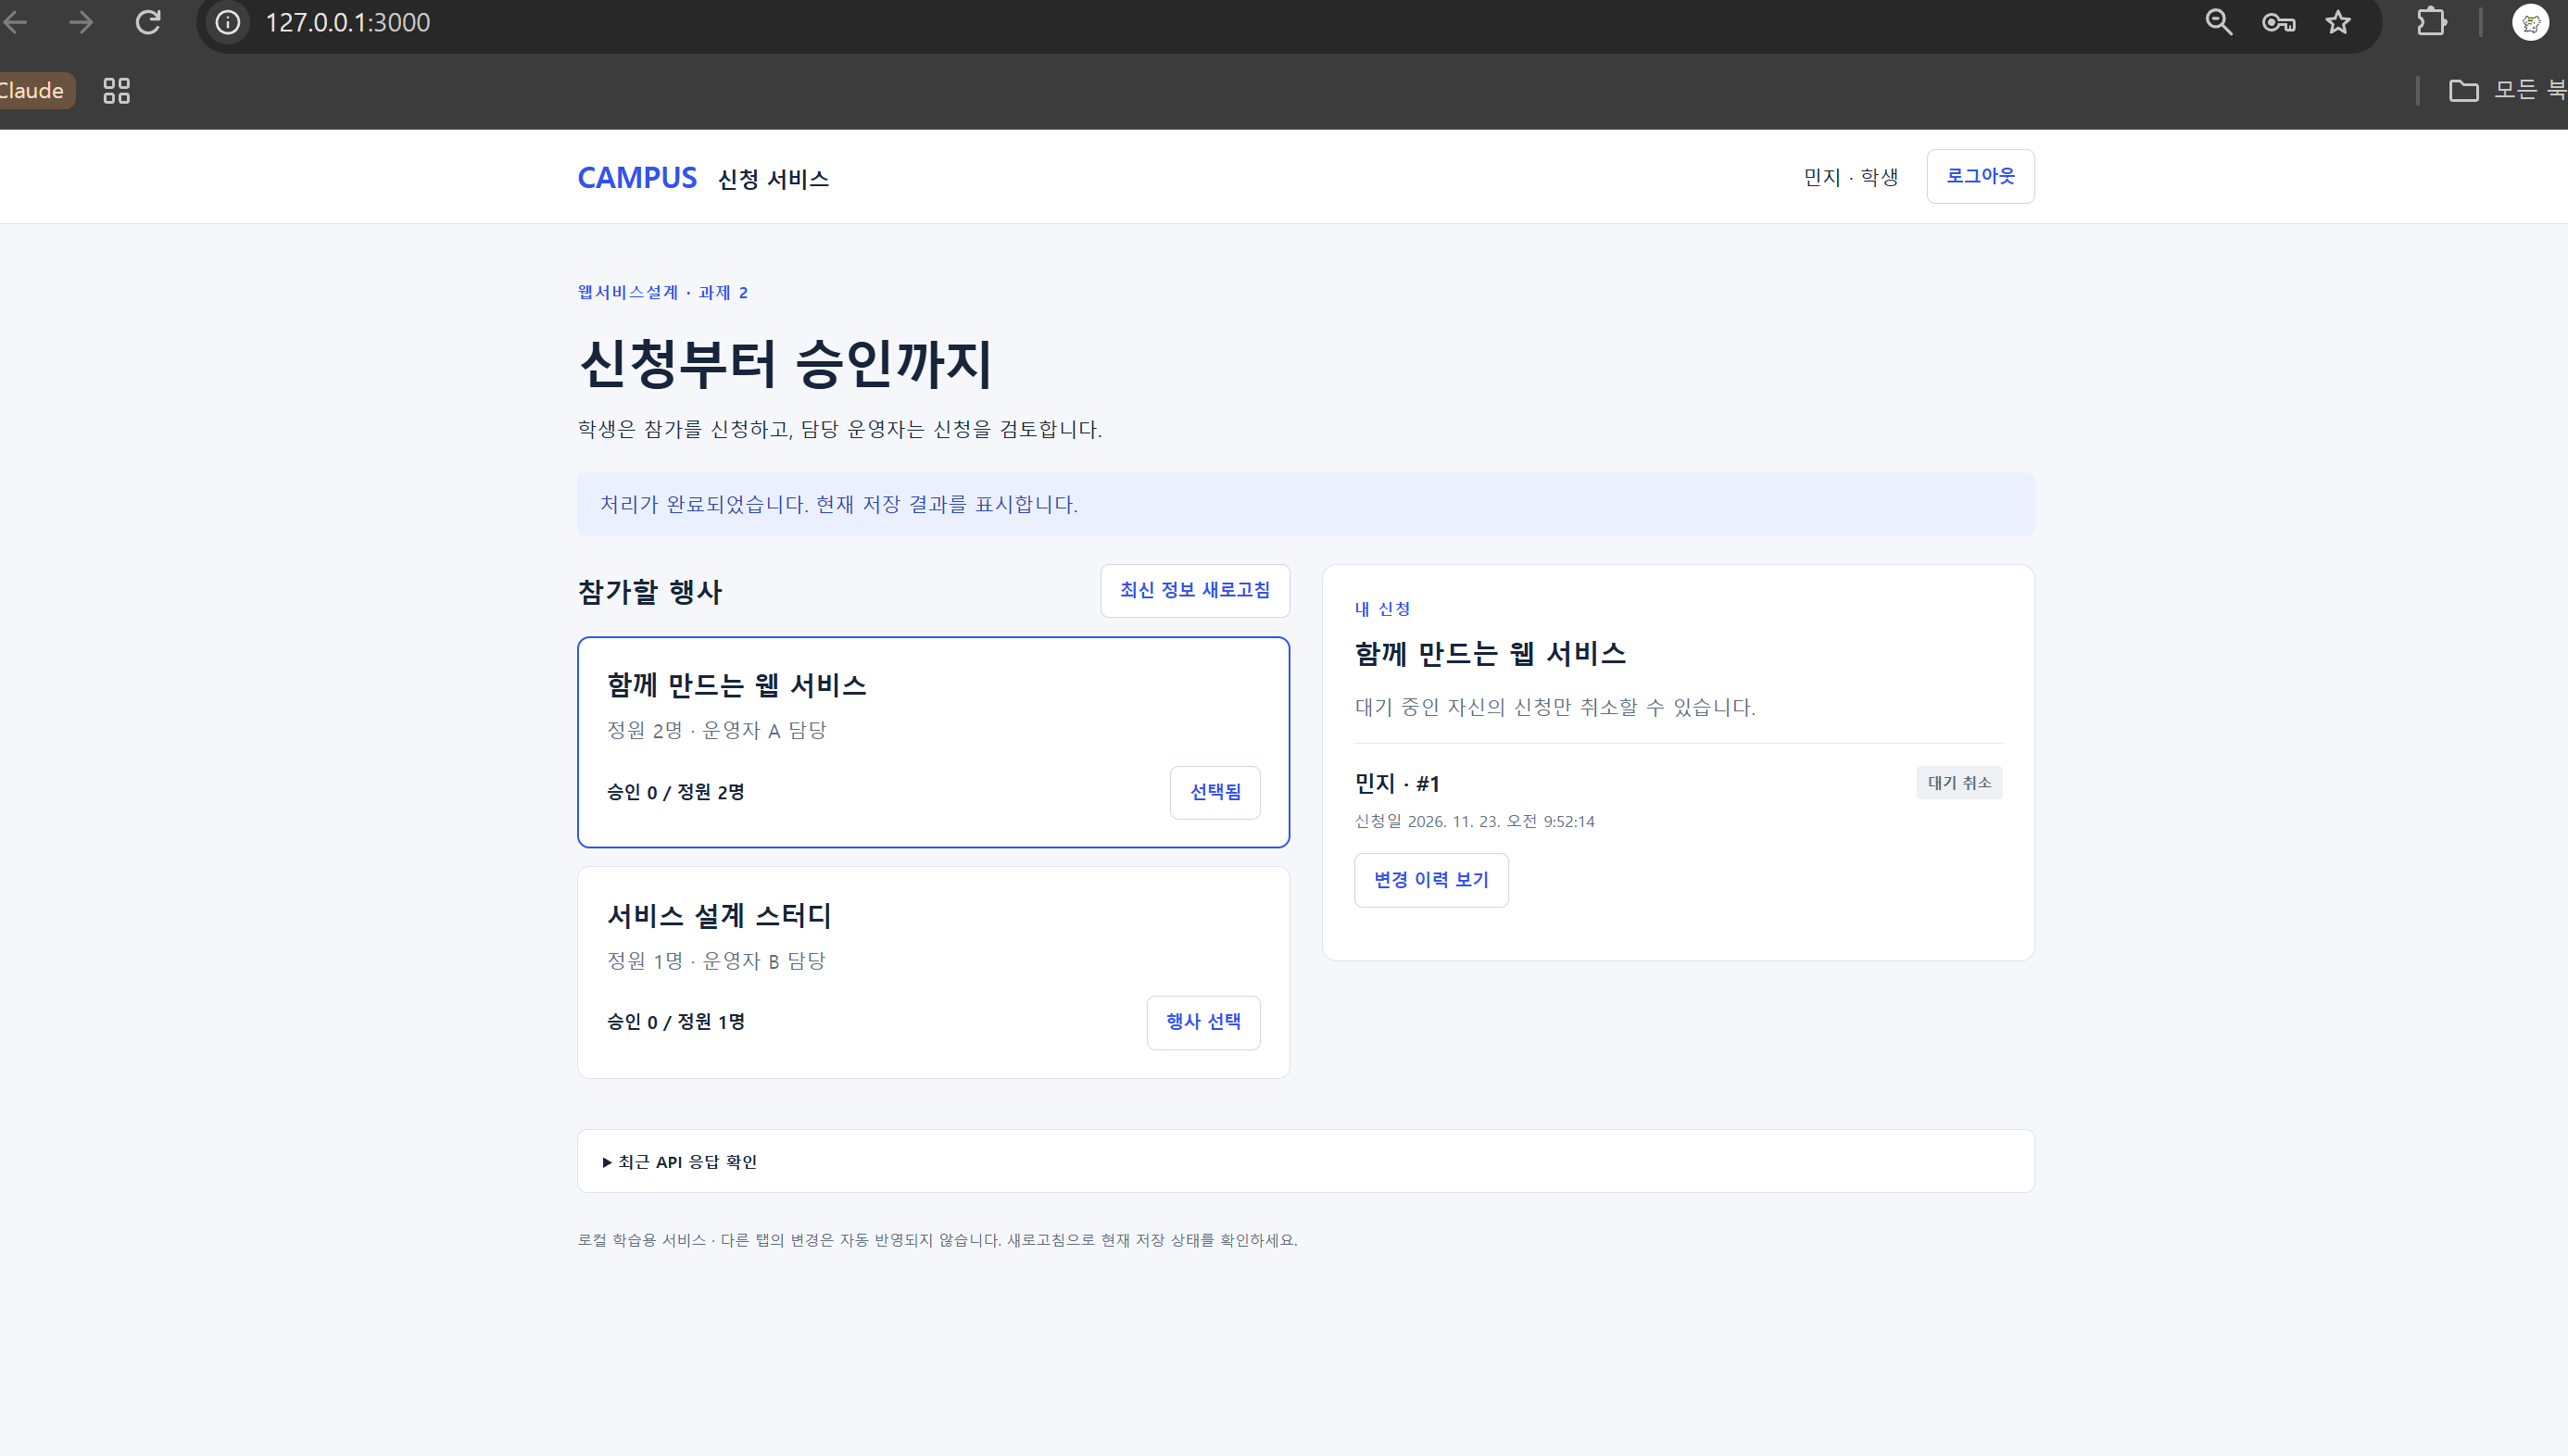 127.0.0.1:3000
Claude
모든 북
CAMPUS 신청 서비스
민지 · 학생
로그아웃
웹서비스설계 · 과제 2
신청부터 승인까지
학생은 참가를 신청하고, 담당 운영자는 신청을 검토합니다.
처리가 완료되었습니다. 현재 저장 결과를 표시합니다.
참가할 행사
최신 정보 새로고침
함께 만드는 웹 서비스
정원 2명 · 운영자 A 담당
승인 0 / 정원 2명
선택됨
서비스 설계 스터디
정원 1명 · 운영자 B 담당
승인 0 / 정원 1명
행사 선택
내 신청
함께 만드는 웹 서비스
대기 중인 자신의 신청만 취소할 수 있습니다.
민지 · #1
대기 취소
신청일 2026. 11. 23. 오전 9:52:14
변경 이력 보기
▶ 최근 API 응답 확인
로컬 학습용 서비스 · 다른 탭의 변경은 자동 반영되지 않습니다. 새로고침으로 현재 저장 상태를 확인하세요.